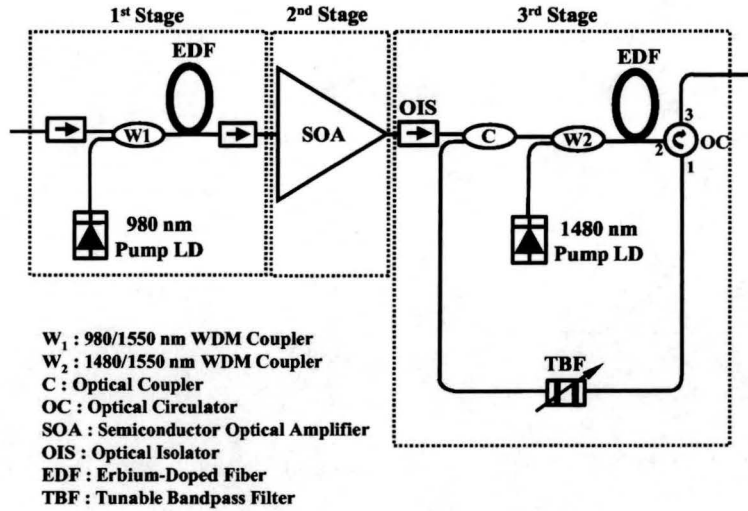 1st Stage
2nd Stage
3rd Stage
EDF
EDF
OIS
W1
SOA
C
W2
3
2
OC
1
980 nm
Pump LD
1480 nm
Pump LD
TBF
W1 : 980/1550 nm WDM Coupler
W2 : 1480/1550 nm WDM Coupler
C : Optical Coupler
OC : Optical Circulator
SOA : Semiconductor Optical Amplifier
OIS : Optical Isolator
EDF : Erbium-Doped Fiber
TBF : Tunable Bandpass Filter